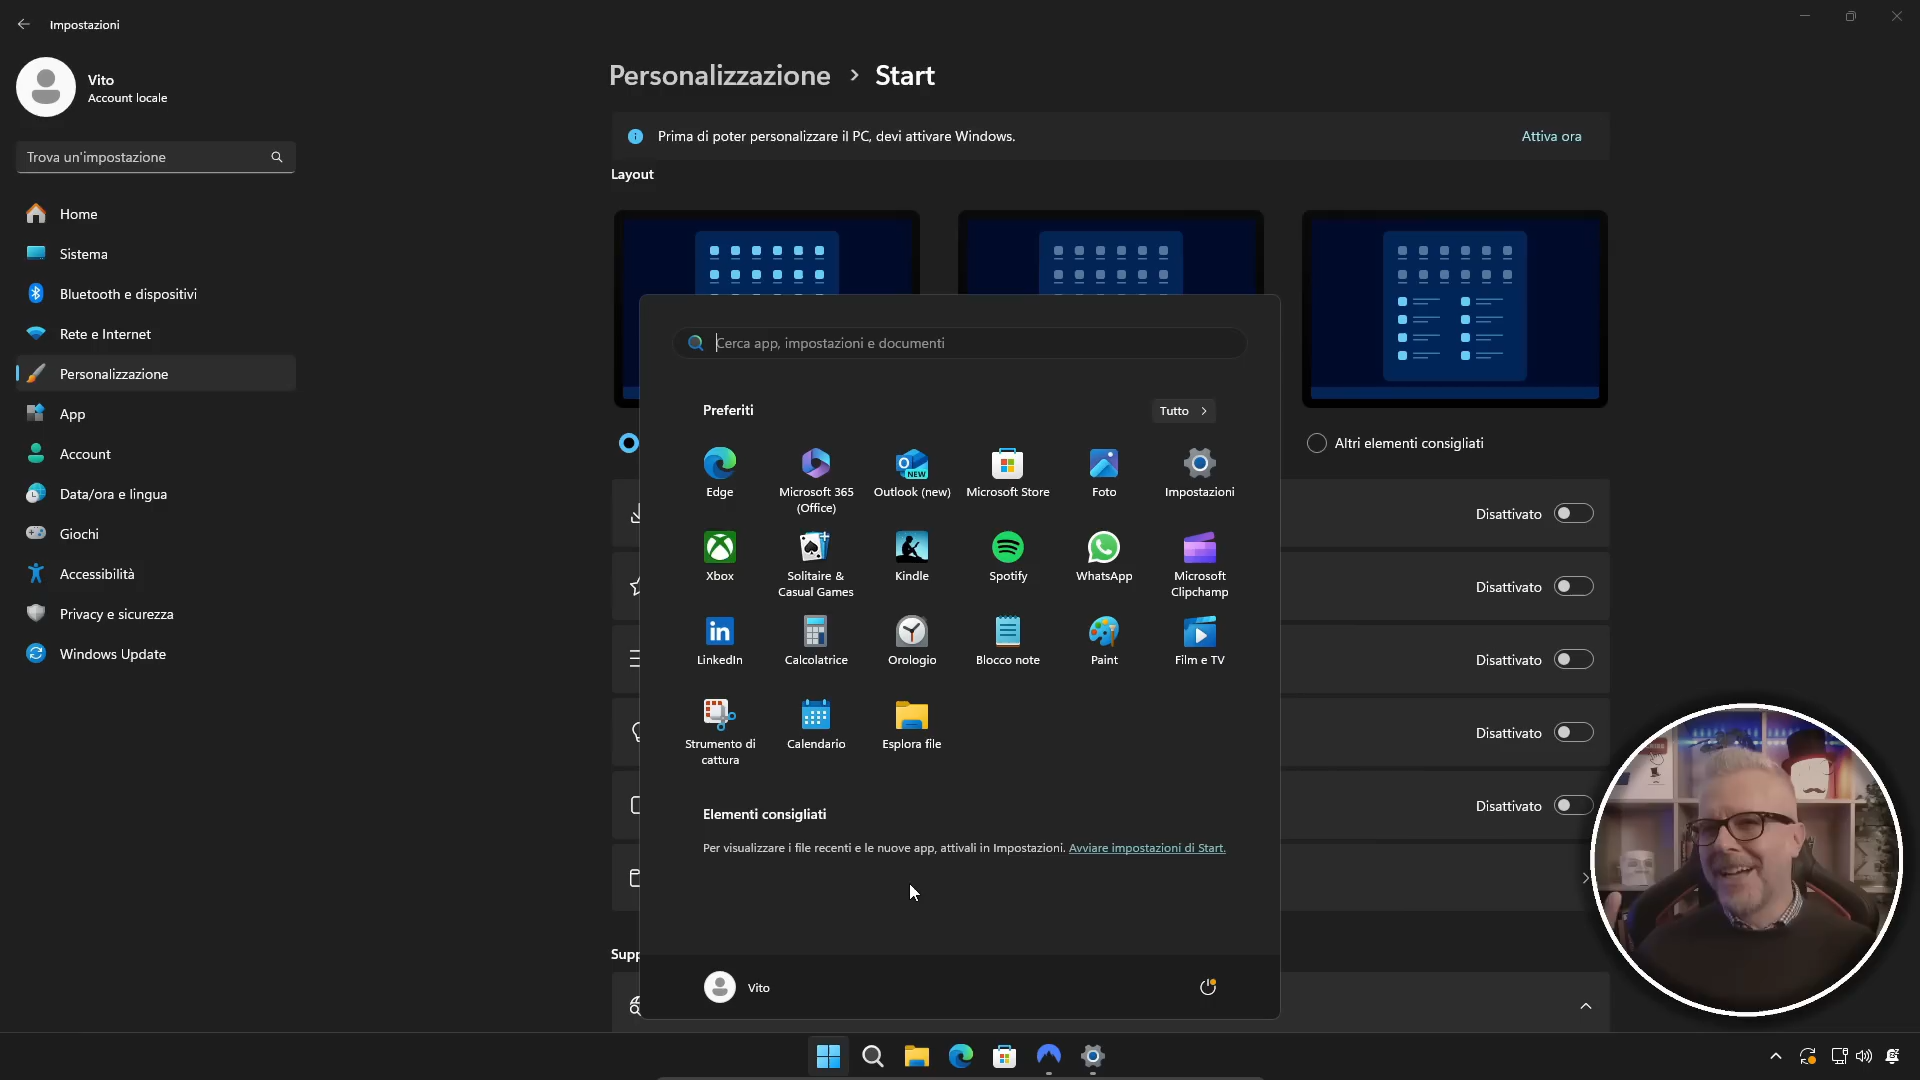 Impostazioni
Vito
Account locale
Trova un'impostazione
Home
Sistema
Bluetooth e dispositivi
Rete e Internet
Personalizzazione
App
Account
Data/ora e lingua
Giochi
Accessibilità
Privacy e sicurezza
Windows Update
Personalizzazione > Start
Prima di poter personalizzare il PC, devi attivare Windows.
Attiva ora
Layout
Altri elementi consigliati
Disattivato
Disattivato
Disattivato
Disattivato
Disattivato
Supp
Cerca app, impostazioni e documenti
Preferiti
Tutto >
Edge
Microsoft 365
(Office)
Outlook (new)
Microsoft Store
Foto
Impostazioni
Xbox
Solitaire &
Casual Games
Kindle
Spotify
WhatsApp
Microsoft
Clipchamp
LinkedIn
Calcolatrice
Orologio
Blocco note
Paint
Film e TV
Strumento di
cattura
Calendario
Esplora file
Elementi consigliati
Per visualizzare i file recenti e le nuove app, attivali in Impostazioni. Avviare impostazioni di Start.
Vito